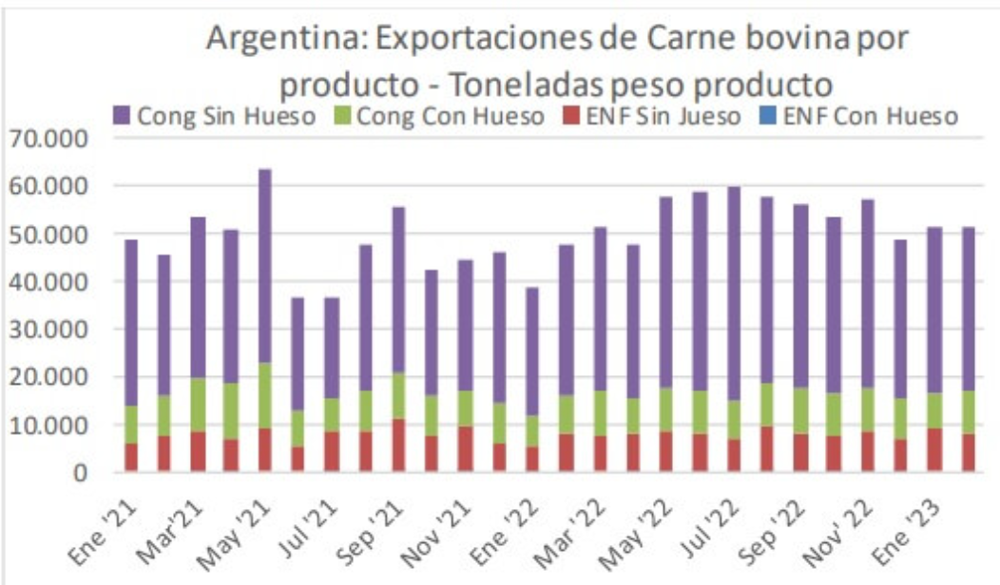 Argentina: Exportaciones de Carne bovina por
producto - Toneladas peso producto
Cong Sin Hueso Cong Con Hueso ENF Sin Jueso ENF Con Hueso
70.000
60.000
50.000
40.000
30.000
20.000
10.000
0
Ene '21 Mar'21 May '21 Jul '21 Sep '21 Nov '21 Ene '22 Mar '22 May '22 Jul '22 Sep '22 Nov' 22 Ene '23